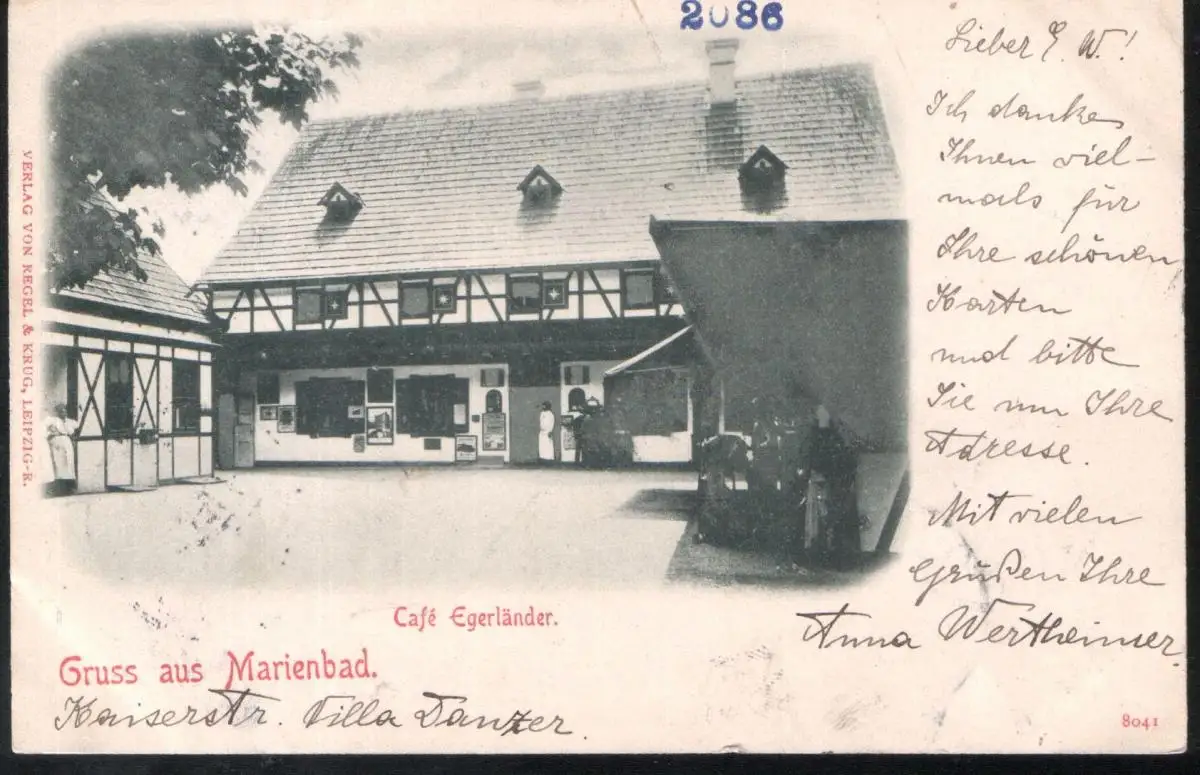 2086
Lieber E. W.!
Ich danke
Ihnen viel-
mals für
Ihre schönen
Karten
und bitte
Sie um Ihre
Adresse.
Mit vielen
Grüßen Ihre
Anna Wertheimer.
VERLAG VON REGEL & KRUG, LEIPZIG-R.
Café Egerländer.
Gruss aus Marienbad.
Kaiserstr. Villa Danzer.
8041